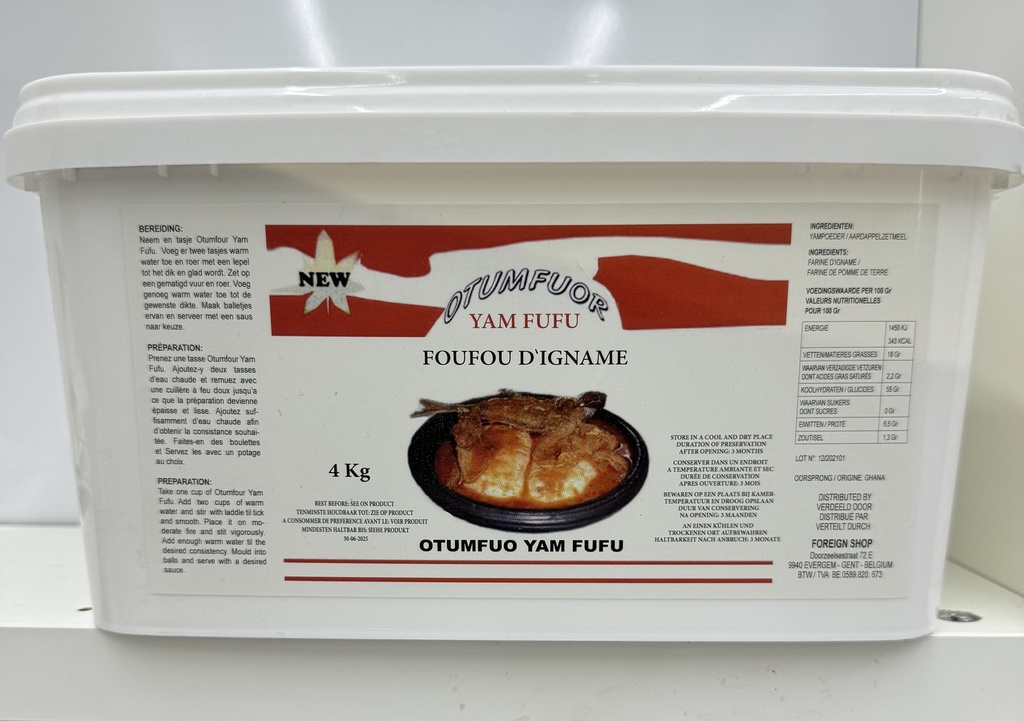 BEREIDING:
Neem en tasje Otumfour Yam
Fufu. Voeg er twee tasjes warm
water toe en roer met een lepel
tot het dik en glad wordt. Zet op
een gematigd vuur en roer. Voeg
genoeg warm water toe tot de
gewenste dikte. Maak balletjes
ervan en serveer met een saus
naar keuze.
PRÉPARATION:
Prenez une tasse Otumfour Yam
Fufu. Ajoutez-y deux tasses
d'eau chaude et remuez avec
une cuillère à feu doux jusqu'a
ce que la préparation devienne
épaisse et lisse. Ajoutez suf-
fisamment d'eau chaude afin
d'obtenir la consistance souhai-
tée. Faites-en des boulettes
et Servez les avec un potage
au choix.
PREPARATION:
Take one cup of Otumfour Yam
Fufu. Add two cups of warm
water and stir with laddle til tick
and smooth. Place it on mo-
derate fire and stit vigorously.
Add enough warm water til the
desired consistency. Mould into
balls and serve with a desired
sauce.
NEW
OTUMFUOR
YAM FUFU
FOUFOU D'IGNAME
4 Kg
BEST BEFORE: SEE ON PRODUCT
TENMINSTE HOUDBAAR TOT: ZIE OP PRODUCT
A CONSOMMER DE PREFERENCE AVANT LE: VOIR PRODUIT
MINDESTEN HALTBAR BIS: SIEHE PRODUKT
30-06-2025
OTUMFUO YAM FUFU
STORE IN A COOL AND DRY PLACE
DURATION OF PRESERVATION
AFTER OPENING: 3 MONTHS
CONSERVER DANS UN ENDROIT
A TEMPERATURE AMBIANTE ET SEC
DURÉE DE CONSERVATION
APRES OUVERTURE: 3 MOIS
BEWAREN OP EEN PLAATS BIJ KAMER-
TEMPERATUUR EN DROOG OPSLAAN
DUUR VAN CONSERVERING
NA OPENING: 3 MAANDEN
AN EINEN KÜHLEN UND
TROCKENEN ORT AUFBEWAHREN
HALTBARKEIT NACH ANBRUCH: 3 MONATE
INGREDIENTEN:
YAMPOEDER / AARDAPPELZETMEEL
INGREDIENTS:
FARINE D'IGNAME /
FARINE DE POMME DE TERRE
VOEDINGSWAARDE PER 100 Gr
VALEURS NUTRITIONELLES
POUR 100 Gr
ENERGIE 1450 KJ
343 KCAL
VETTEN/MATIERES GRASSES 18 Gr
WAARVAN VERZADIGDE VETZUREN
DONT ACIDES GRAS SATURÉS 2,2 Gr
KOOLHYDRATEN / GLUCIDES 55 Gr
WAARVAN SUIKERS
DONT SUCRES 0 Gr
EIWITTEN / PROTÉ 6,5 Gr
ZOUT/SEL 1,3 Gr
LOT N°: 12/202101
OORSPRONG / ORIGINE: GHANA
DISTRIBUTED BY
VERDEELD DOOR
DISTRIBUÉ PAR
VERTEILT DURCH
FOREIGN SHOP
Doorzeelsestraat 72 E
9940 EVERGEM - GENT - BELGIUM
BTW / TVA BE.0589.820. 673